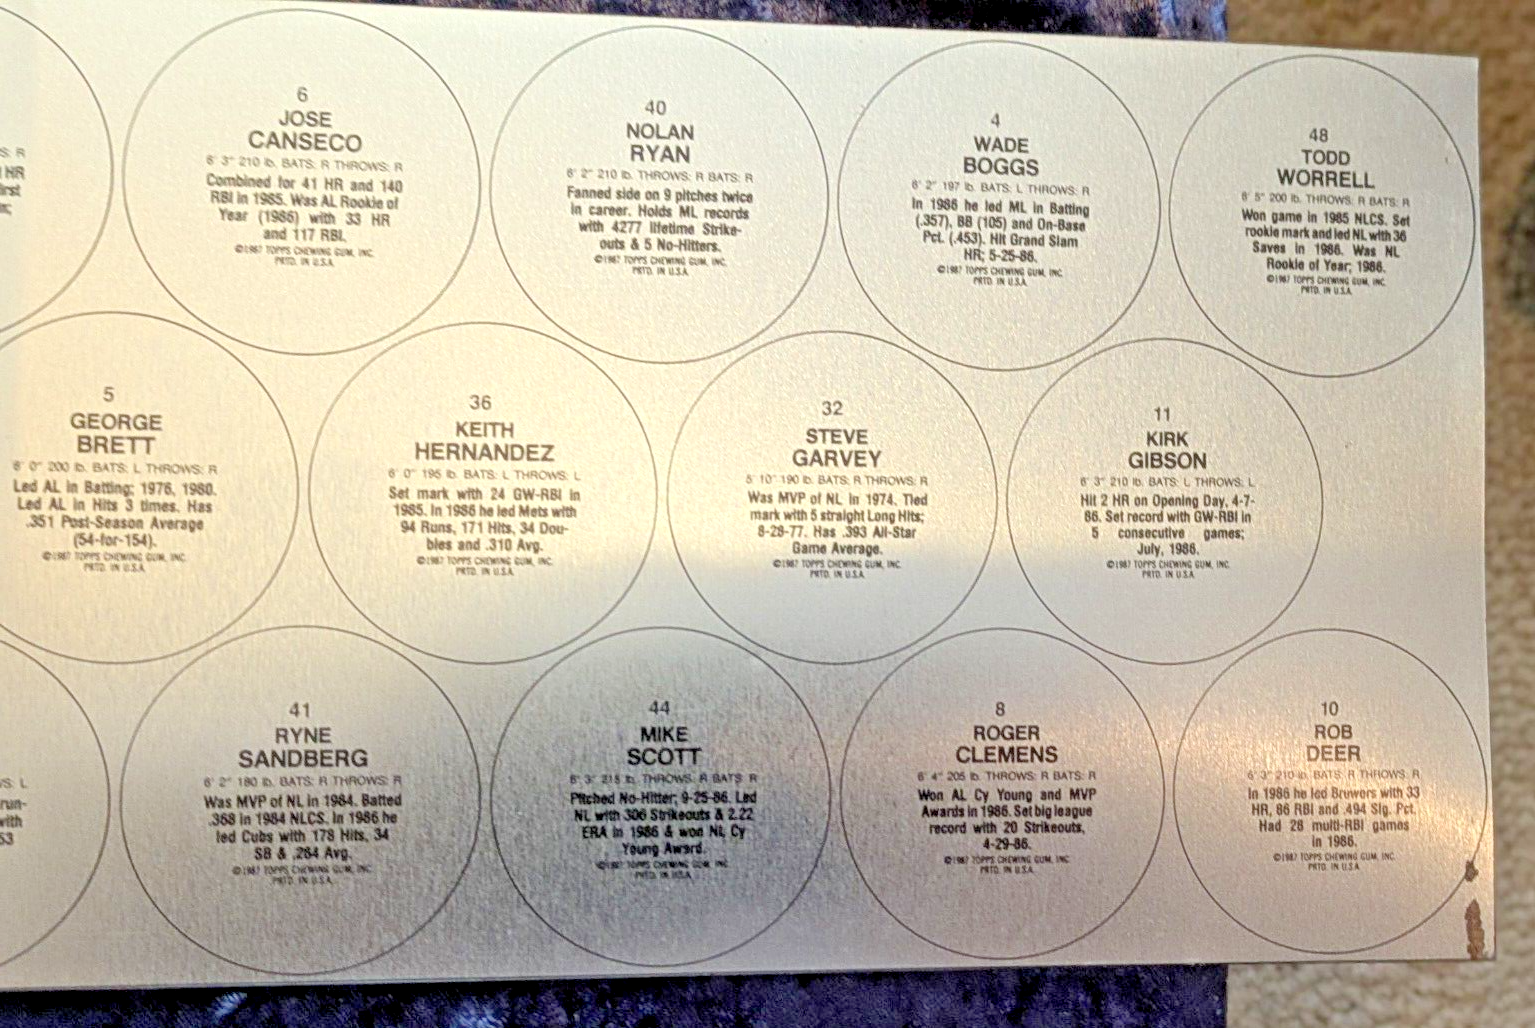 S: R
HR
irst
6
JOSE
CANSECO
6' 3" 210 lb. BATS: R THROWS: R
Combined for 41 HR and 140
RBI in 1985. Was AL Rookie of
Year (1986) with 33 HR
and 117 RBI.
©1987 TOPPS CHEWING GUM, INC.
PRTD. IN U.S.A.
40
NOLAN
RYAN
6' 2" 210 lb. THROWS: R BATS: R
Fanned side on 9 pitches twice
in career. Holds ML records
with 4277 lifetime Strike-
outs & 5 No-Hitters.
©1987 TOPPS CHEWING GUM, INC.
PRTD. IN U.S.A.
4
WADE
BOGGS
6' 2" 197 lb. BATS: L THROWS: R
In 1986 he led ML in Batting
(.357), BB (105) and On-Base
Pct. (.453). Hit Grand Slam
HR; 5-25-86.
©1987 TOPPS CHEWING GUM, INC.
PRTD. IN U.S.A.
48
TODD
WORRELL
6' 5" 200 lb. THROWS: R BATS: R
Won game in 1985 NLCS. Set
rookie mark and led NL with 36
Saves in 1986. Was NL
Rookie of Year; 1986.
©1987 TOPPS CHEWING GUM, INC.
PRTD. IN U.S.A.
5
GEORGE
BRETT
6' 0" 200 lb. BATS: L THROWS: R
Led AL in Batting; 1976, 1980.
Led AL in Hits 3 times. Has
.351 Post-Season Average
(54-for-154).
©1987 TOPPS CHEWING GUM, INC.
PRTD. IN U.S.A.
36
KEITH
HERNANDEZ
6' 0" 195 lb. BATS: L THROWS: L
Set mark with 24 GW-RBI in
1985. In 1986 he led Mets with
94 Runs, 171 Hits, 34 Dou-
bles and .310 Avg.
©1987 TOPPS CHEWING GUM, INC.
PRTD. IN U.S.A.
32
STEVE
GARVEY
5' 10" 190 lb. BATS: R THROWS: R
Was MVP of NL in 1974. Tied
mark with 5 straight Long Hits;
8-28-77. Has .393 All-Star
Game Average.
©1987 TOPPS CHEWING GUM, INC.
PRTD. IN U.S.A.
11
KIRK
GIBSON
6' 3" 210 lb. BATS: L THROWS: L
Hit 2 HR on Opening Day, 4-7-
86. Set record with GW-RBI in
5 consecutive games;
July, 1986.
©1987 TOPPS CHEWING GUM, INC.
PRTD. IN U.S.A.
S: L
run-
with
53
41
RYNE
SANDBERG
6' 2" 180 lb. BATS: R THROWS: R
Was MVP of NL in 1984. Batted
.368 in 1984 NLCS. In 1986 he
led Cubs with 178 Hits, 34
SB & .284 Avg.
©1987 TOPPS CHEWING GUM, INC.
PRTD. IN U.S.A.
44
MIKE
SCOTT
6' 3" 215 lb. THROWS: R BATS: R
Pitched No-Hitter; 9-25-86. Led
NL with 306 Strikeouts & 2.22
ERA in 1986 & won NL Cy
Young Award.
©1987 TOPPS CHEWING GUM, INC.
PRTD. IN U.S.A.
8
ROGER
CLEMENS
6' 4" 205 lb. THROWS: R BATS: R
Won AL Cy Young and MVP
Awards in 1986. Set big league
record with 20 Strikeouts,
4-29-86.
©1987 TOPPS CHEWING GUM, INC.
PRTD. IN U.S.A.
10
ROB
DEER
6' 3" 210 lb. BATS: R THROWS: R
In 1986 he led Brewers with 33
HR, 86 RBI and .494 Slg. Pct.
Had 26 multi-RBI games
in 1986.
©1987 TOPPS CHEWING GUM, INC.
PRTD. IN U.S.A.